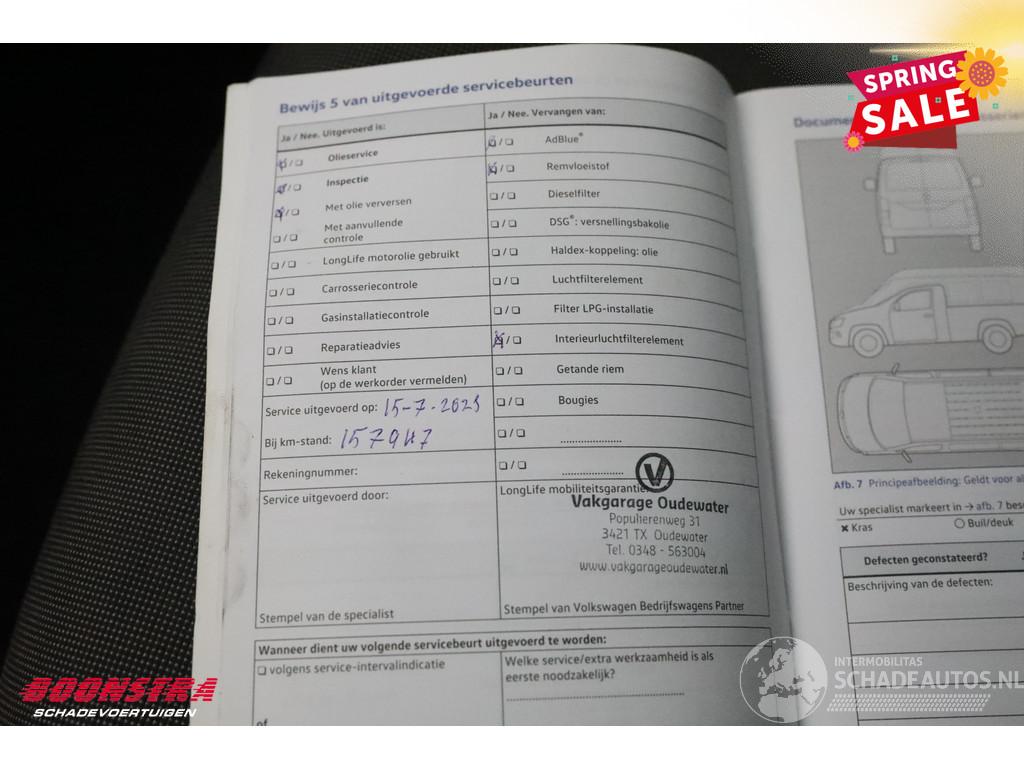 SPRING
SALE
Bewijs 5 van uitgevoerde servicebeurten
Ja / Nee. Uitgevoerd is:
Olieservice
Inspectie
Met olie verversen
Met aanvullende
controle
LongLife motorolie gebruikt
Carrosseriecontrole
Gasinstallatiecontrole
Reparatieadvies
Wens klant
(op de werkorder vermelden)
Service uitgevoerd op: 15-7-2023
Bij km-stand: 157947
Rekeningnummer:
Service uitgevoerd door:
Stempel van de specialist
Ja / Nee. Vervangen van:
AdBlue®
Remvloeistof
Dieselfilter
DSG®: versnellingsbakolie
Haldex-koppeling: olie
Luchtfilterelement
Filter LPG-installatie
Interieurluchtfilterelement
Getande riem
Bougies
LongLife mobiliteitsgarantie
Vakgarage Oudewater
Populierenweg 31
3421 TX Oudewater
Tel. 0348 - 563004
www.vakgarageoudewater.nl
Stempel van Volkswagen Bedrijfswagens Partner
Wanneer dient uw volgende servicebeurt uitgevoerd te worden:
volgens service-intervalindicatie
of
Welke service/extra werkzaamheid is als
eerste noodzakelijk?
Afb. 7 Principeafbeelding: Geldt voor
Uw specialist markeert in → afb. 7
Kras
Buil/deuk
Defecten geconstateerd?
Beschrijving van de defecten:
BOONSTRA
SCHADEVOERTUIGEN
INTERMOBILITAS
SCHADEAUTOS.NL